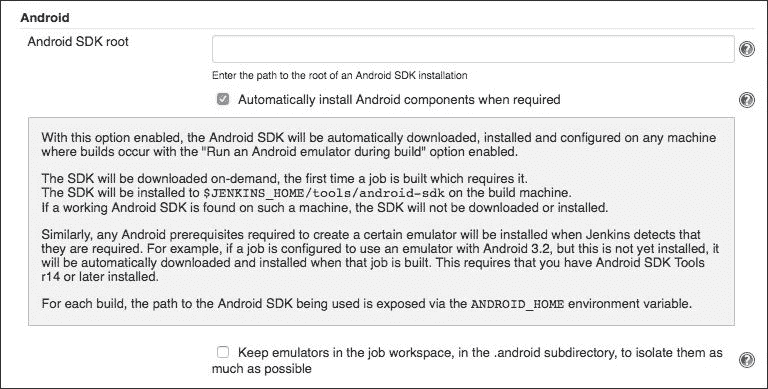 Android
Android SDK root
Enter the path to the root of an Android SDK installation
Automatically install Android components when required
With this option enabled, the Android SDK will be automatically downloaded, installed and configured on any machine
where builds occur with the "Run an Android emulator during build" option enabled.
The SDK will be downloaded on-demand, the first time a job is built which requires it.
The SDK will be installed to $JENKINS_HOME/tools/android-sdk on the build machine.
If a working Android SDK is found on such a machine, the SDK will not be downloaded or installed.
Similarly, any Android prerequisites required to create a certain emulator will be installed when Jenkins detects that
they are required. For example, if a job is configured to use an emulator with Android 3.2, but this is not yet installed, it
will be automatically downloaded and installed when that job is built. This requires that you have Android SDK Tools
r14 or later installed.
For each build, the path to the Android SDK being used is exposed via the ANDROID_HOME environment variable.
Keep emulators in the job workspace, in the .android subdirectory, to isolate them as
much as possible